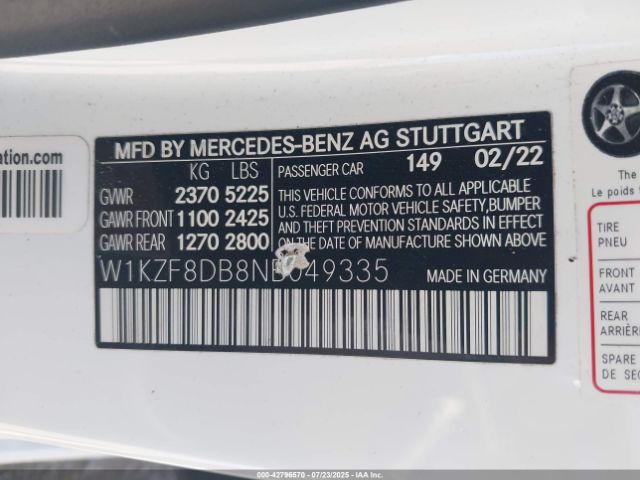 ation.com
MFD BY MERCEDES-BENZ AG STUTTGART
KG LBS
GVWR 2370 5225
GAWR FRONT 1100 2425
GAWR REAR 1270 2800
PASSENGER CAR 149 02/22
THIS VEHICLE CONFORMS TO ALL APPLICABLE
U.S. FEDERAL MOTOR VEHICLE SAFETY, BUMPER
AND THEFT PREVENTION STANDARDS IN EFFECT
ON THE DATE OF MANUFACTURE SHOWN ABOVE.
W1KZF8DB8NB049335
MADE IN GERMANY
The
Le poids
TIRE
PNEU
FRONT
AVANT
REAR
ARRIÈR
SPARE
DE SEC
000-42796570 / 07/23/2025 / IAA